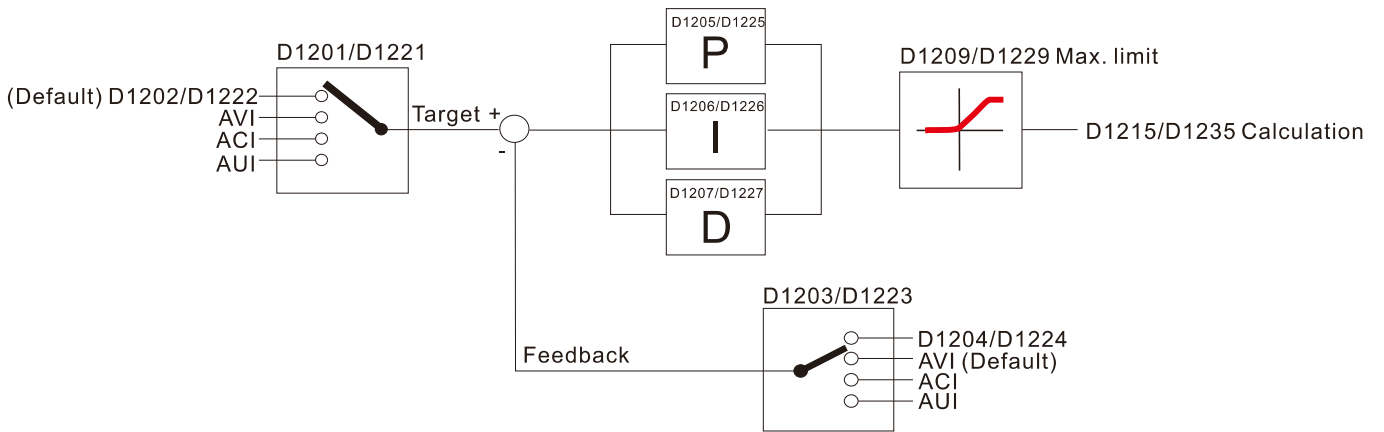 D1201/D1221
(Default) D1202/D1222
AVI
ACI
AUI
Target +
-
D1205/D1225
P
D1206/D1226
I
D1207/D1227
D
D1209/D1229 Max. limit
D1215/D1235 Calculation
Feedback
D1203/D1223
D1204/D1224
AVI (Default)
ACI
AUI